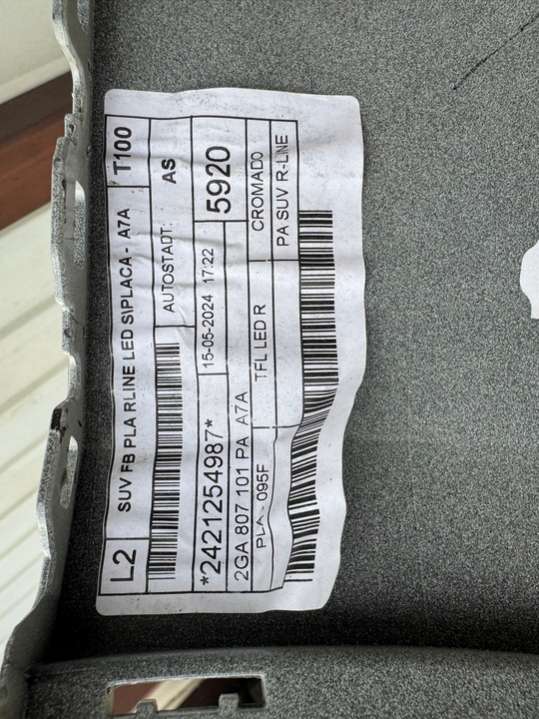 L2 SUV FB PLA RLINE LED S\PLACA - A7A T100
AUTOSTADT: AS
*2421254987* 15-05-2024 17:22 5920
2GA 807 101 PA A7A
PLA - 095F TFL LED R CROMADO
PA SUV R-LINE